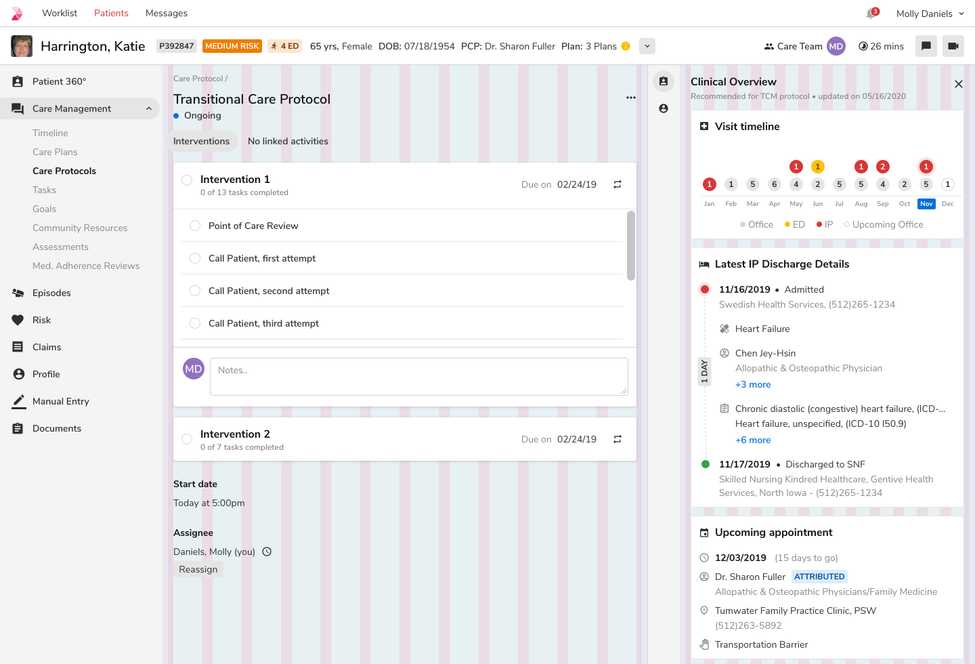 Worklist
Patients
Messages
3
Molly Daniels
Harrington, Katie
P392847
MEDIUM RISK
4 ED
65 yrs, Female
DOB: 07/18/1954
PCP: Dr. Sharon Fuller
Plan: 3 Plans
Care Team
MD
26 mins
Patient 360°
Care Management
Timeline
Care Plans
Care Protocols
Tasks
Goals
Community Resources
Assessments
Med. Adherence Reviews
Episodes
Risk
Claims
Profile
Manual Entry
Documents
Care Protocol /
Transitional Care Protocol
Ongoing
Interventions
No linked activities
Intervention 1
0 of 13 tasks completed
Due on 02/24/19
Point of Care Review
Call Patient, first attempt
Call Patient, second attempt
Call Patient, third attempt
MD
Notes..
Intervention 2
0 of 7 tasks completed
Due on 02/24/19
Start date
Today at 5:00pm
Assignee
Daniels, Molly (you)
Reassign
Clinical Overview
Recommended for TCM protocol • updated on 05/16/2020
Visit timeline
1 1 1 2 1
1 1 5 6 4 2 5 5 4 2 5 1
Jan Feb Mar Apr May Jun Jul Aug Sep Oct Nov Dec
Office ED IP Upcoming Office
Latest IP Discharge Details
11/16/2019 • Admitted
Swedish Health Services, (512)265-1234
Heart Failure
Chen Jey-Hsin
Allopathic & Osteopathic Physician
+3 more
1 DAY
Chronic diastolic (congestive) heart failure, (ICD-...
Heart failure, unspecified, (ICD-10 I50.9)
+6 more
11/17/2019 • Discharged to SNF
Skilled Nursing Kindred Healthcare, Gentive Health
Services, North Iowa - (512)265-1234
Upcoming appointment
12/03/2019 (15 days to go)
Dr. Sharon Fuller ATTRIBUTED
Allopathic & Osteopathic Physicians/Family Medicine
Tumwater Family Practice Clinic, PSW
(512)263-5892
Transportation Barrier